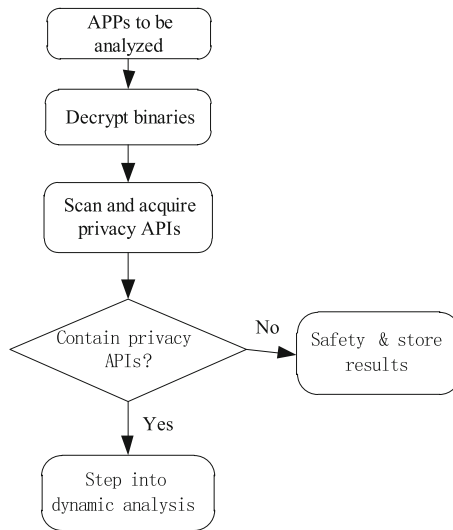 APPs to be
analyzed
Decrypt binaries
Scan and acquire
privacy APIs
Contain privacy
APIs?
No
Safety & store
results
Yes
Step into
dynamic analysis